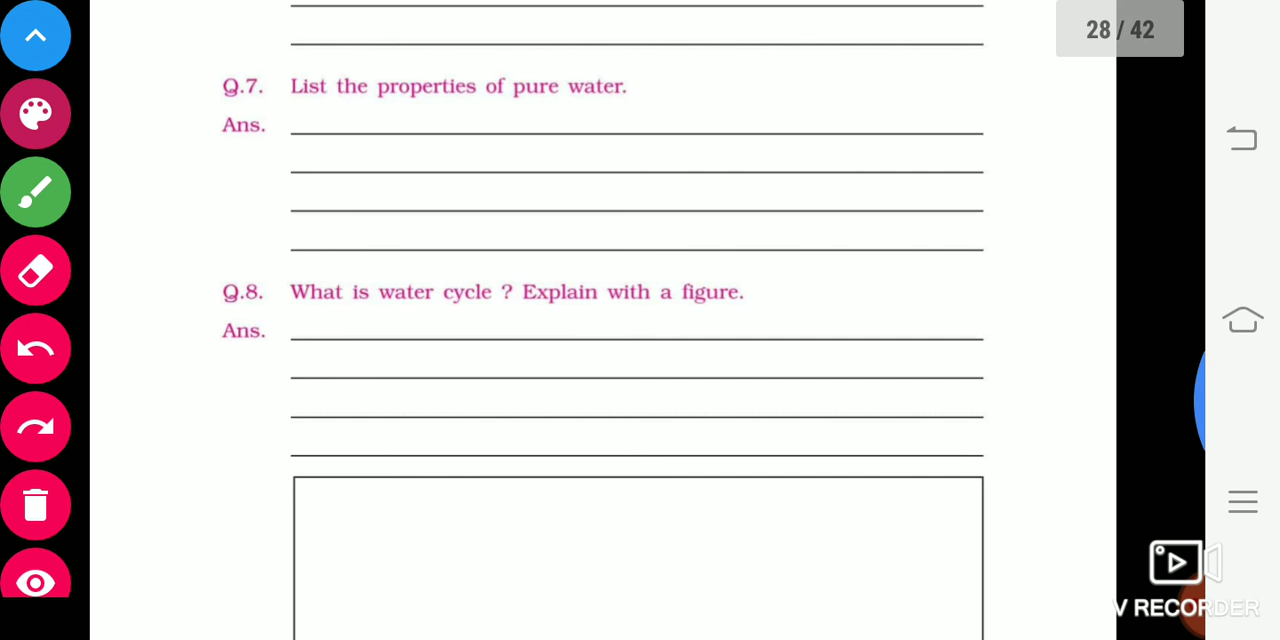 28 / 42
Q.7. List the properties of pure water.
Ans.
Q.8. What is water cycle ? Explain with a figure.
Ans.
V RECORDER